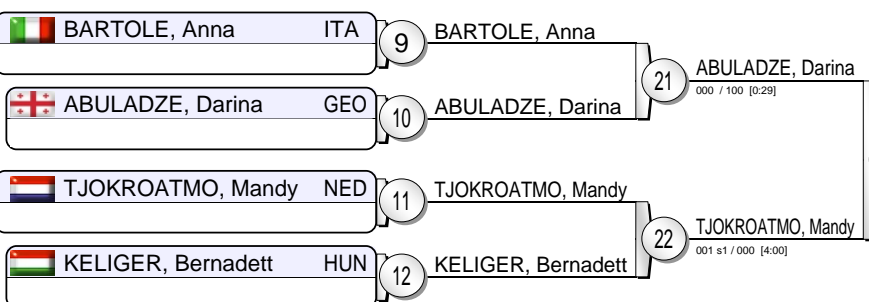 BARTOLE, Anna ITA
9
BARTOLE, Anna
21
ABULADZE, Darina
000 / 100 [0:29]
ABULADZE, Darina GEO
10
ABULADZE, Darina
TJOKROATMO, Mandy NED
11
TJOKROATMO, Mandy
22
TJOKROATMO, Mandy
001 s1 / 000 [4:00]
KELIGER, Bernadett HUN
12
KELIGER, Bernadett